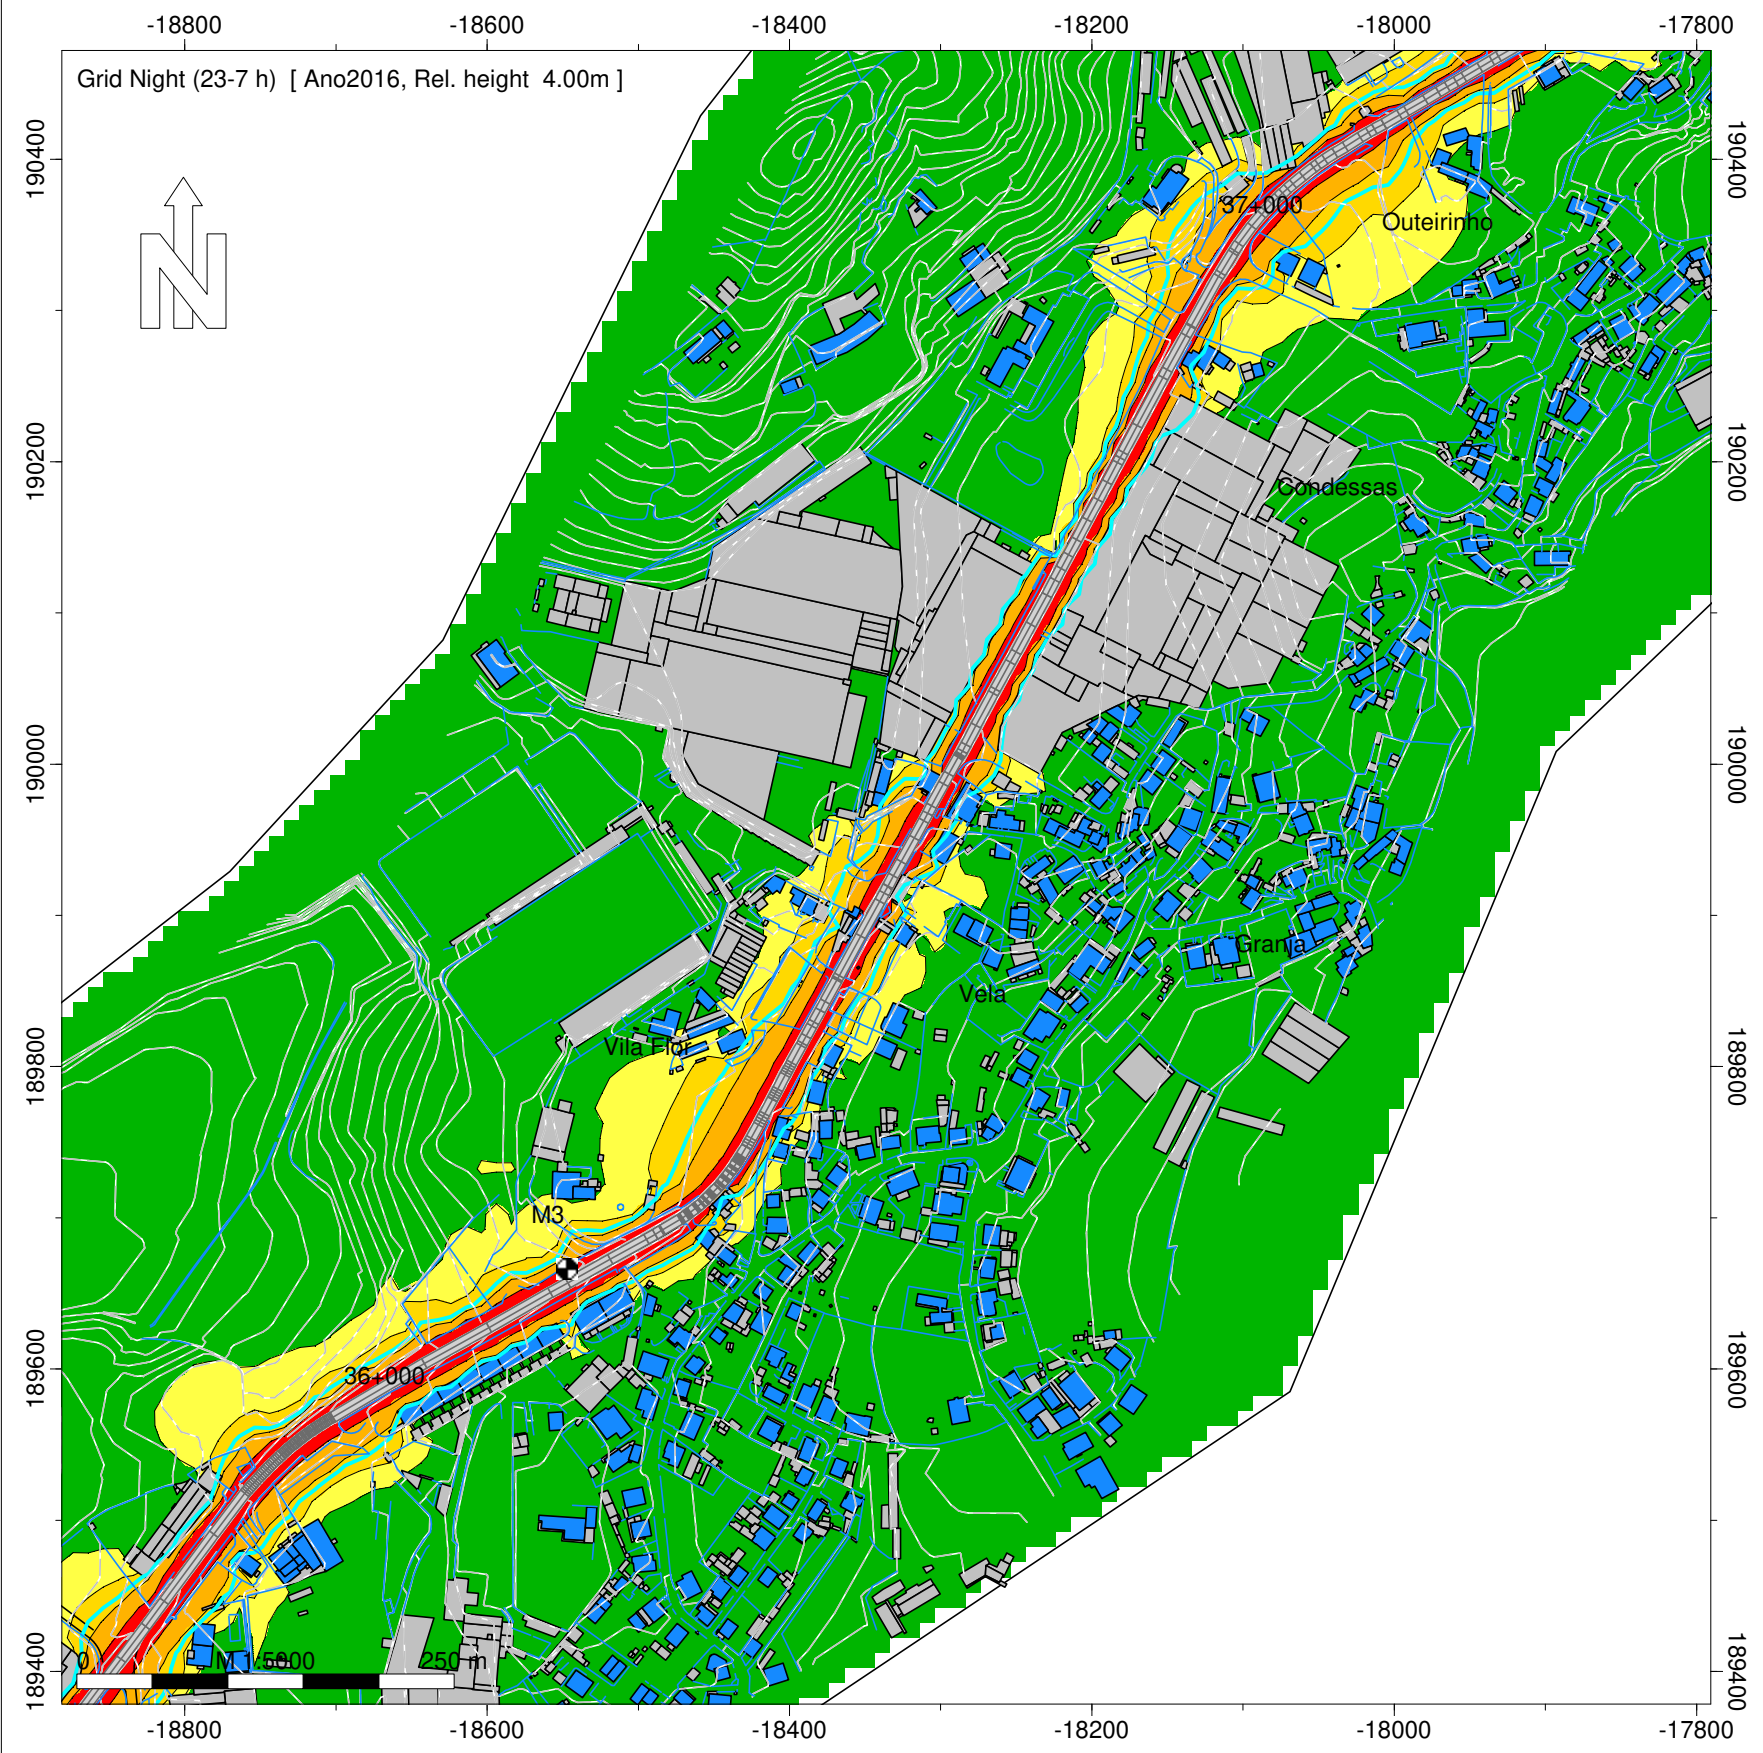 -18800 -18600 -18400 -18200 -18000 -17800
Grid Night (23-7 h) [ Ano2016, Rel. height 4.00m ]
190400
190400
N
37+000
Outeirinho
190200
190200
Condessas
190000
190000
Granja
Vela
Vila Flor
189800
189800
M3
36+000
189600
189600
0 M 1:5000 250 m
189400
189400
-18800 -18600 -18400 -18200 -18000 -17800